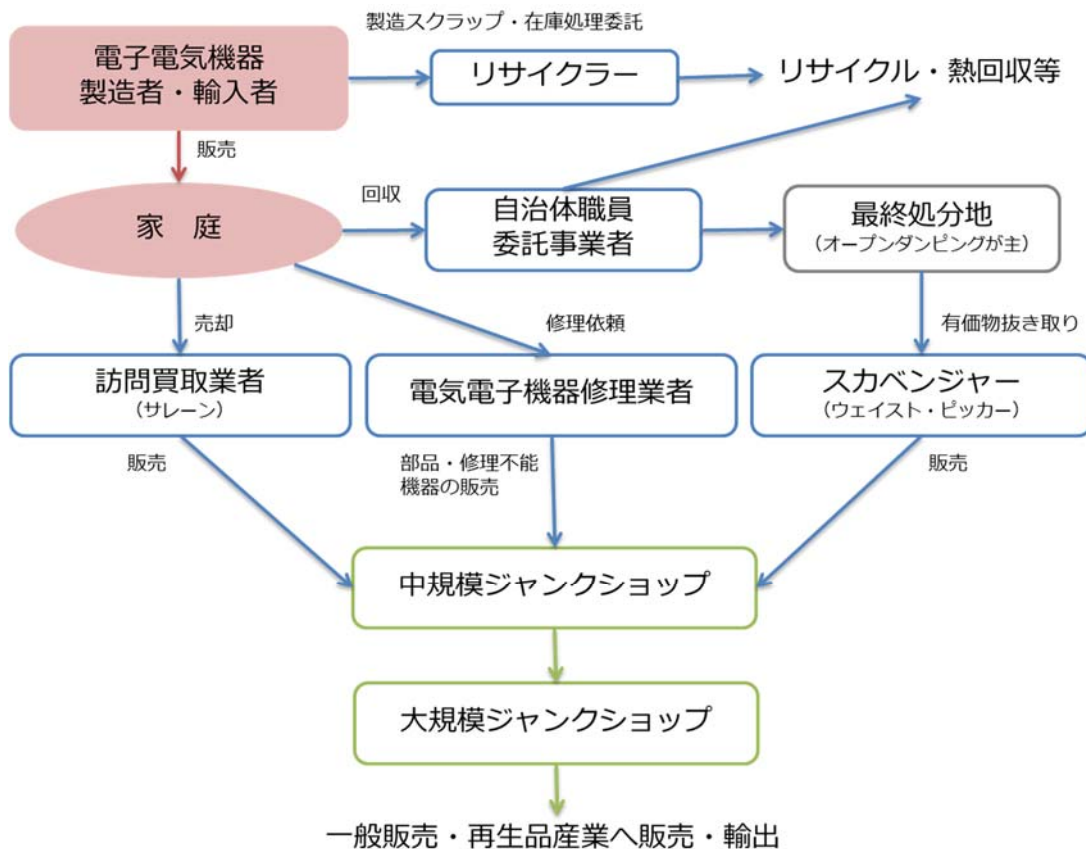 製造スクラップ・在庫処理委託
電子電気機器
製造者・輸入者
リサイクラー
リサイクル・熱回収等
販売
家 庭
回収
自治体職員
委託事業者
最終処分地
（オープンダンピングが主）
売却
修理依頼
有価物抜き取り
訪問買取業者
（サレーン）
電気電子機器修理業者
スカベンジャー
（ウェイスト・ピッカー）
販売
部品・修理不能
機器の販売
販売
中規模ジャンクショップ
大規模ジャンクショップ
一般販売・再生品産業へ販売・輸出